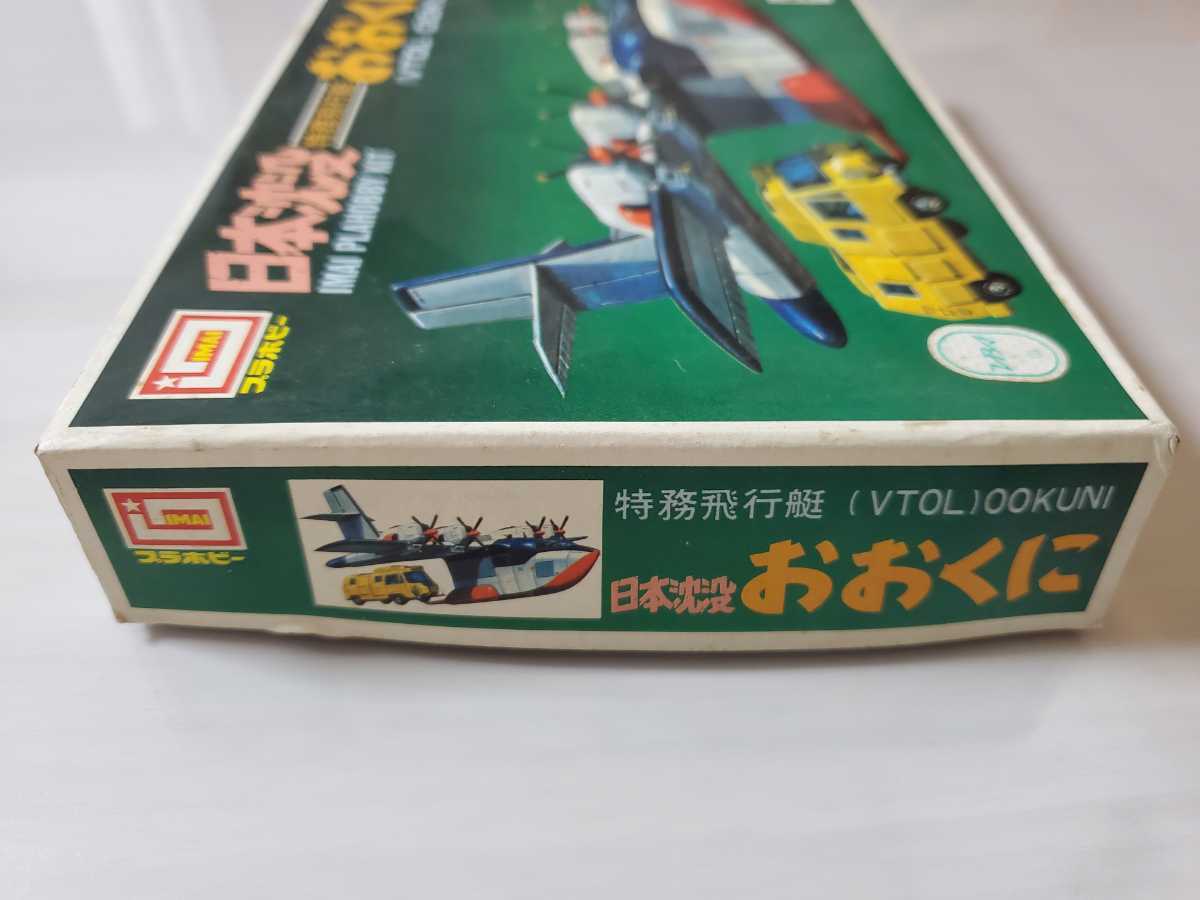 おおく
VTOL
日本沈没
IMAI PLAHOBBY KIT
IMAI
プラホビー
IMAI
プラホビー
特務飛行艇 (VTOL)OOKUNI
日本沈没 おおくに